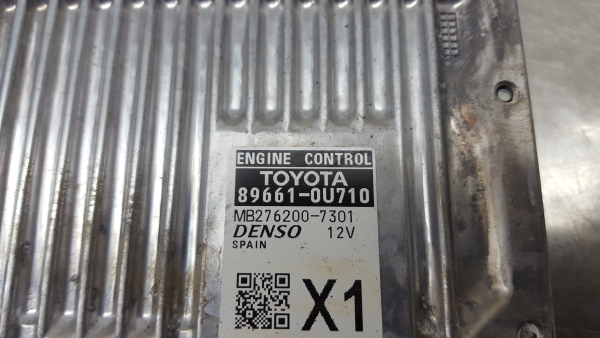 ENGINE CONTROL
TOYOTA
89661-0U710
MB276200-7301
DENSO 12V
SPAIN
X1